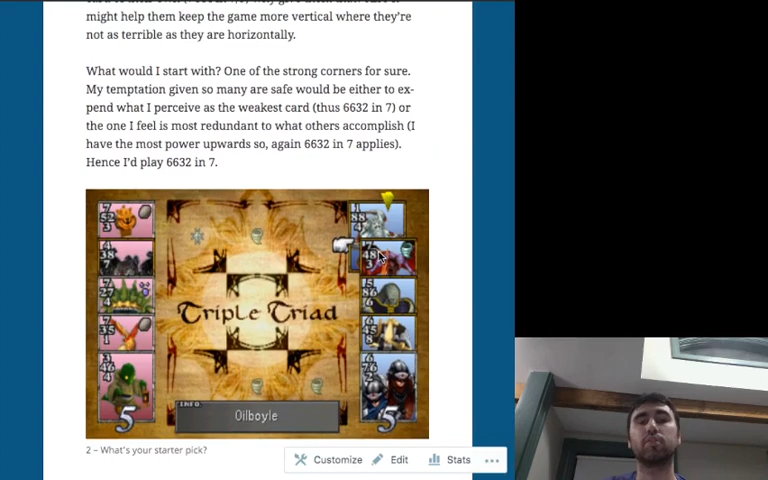 might help them keep the game more vertical where they're
not as terrible as they are horizontally.
What would I start with? One of the strong corners for sure.
My temptation given so many are safe would be either to ex-
pend what I perceive as the weakest card (thus 6632 in 7) or
the one I feel is most redundant to what others accomplish (I
have the most power upwards so, again 6632 in 7 applies).
Hence I'd play 6632 in 7.
Triple Triad
INFO.
Oilboyle
5
5
2 – What's your starter pick?
Customize
Edit
Stats